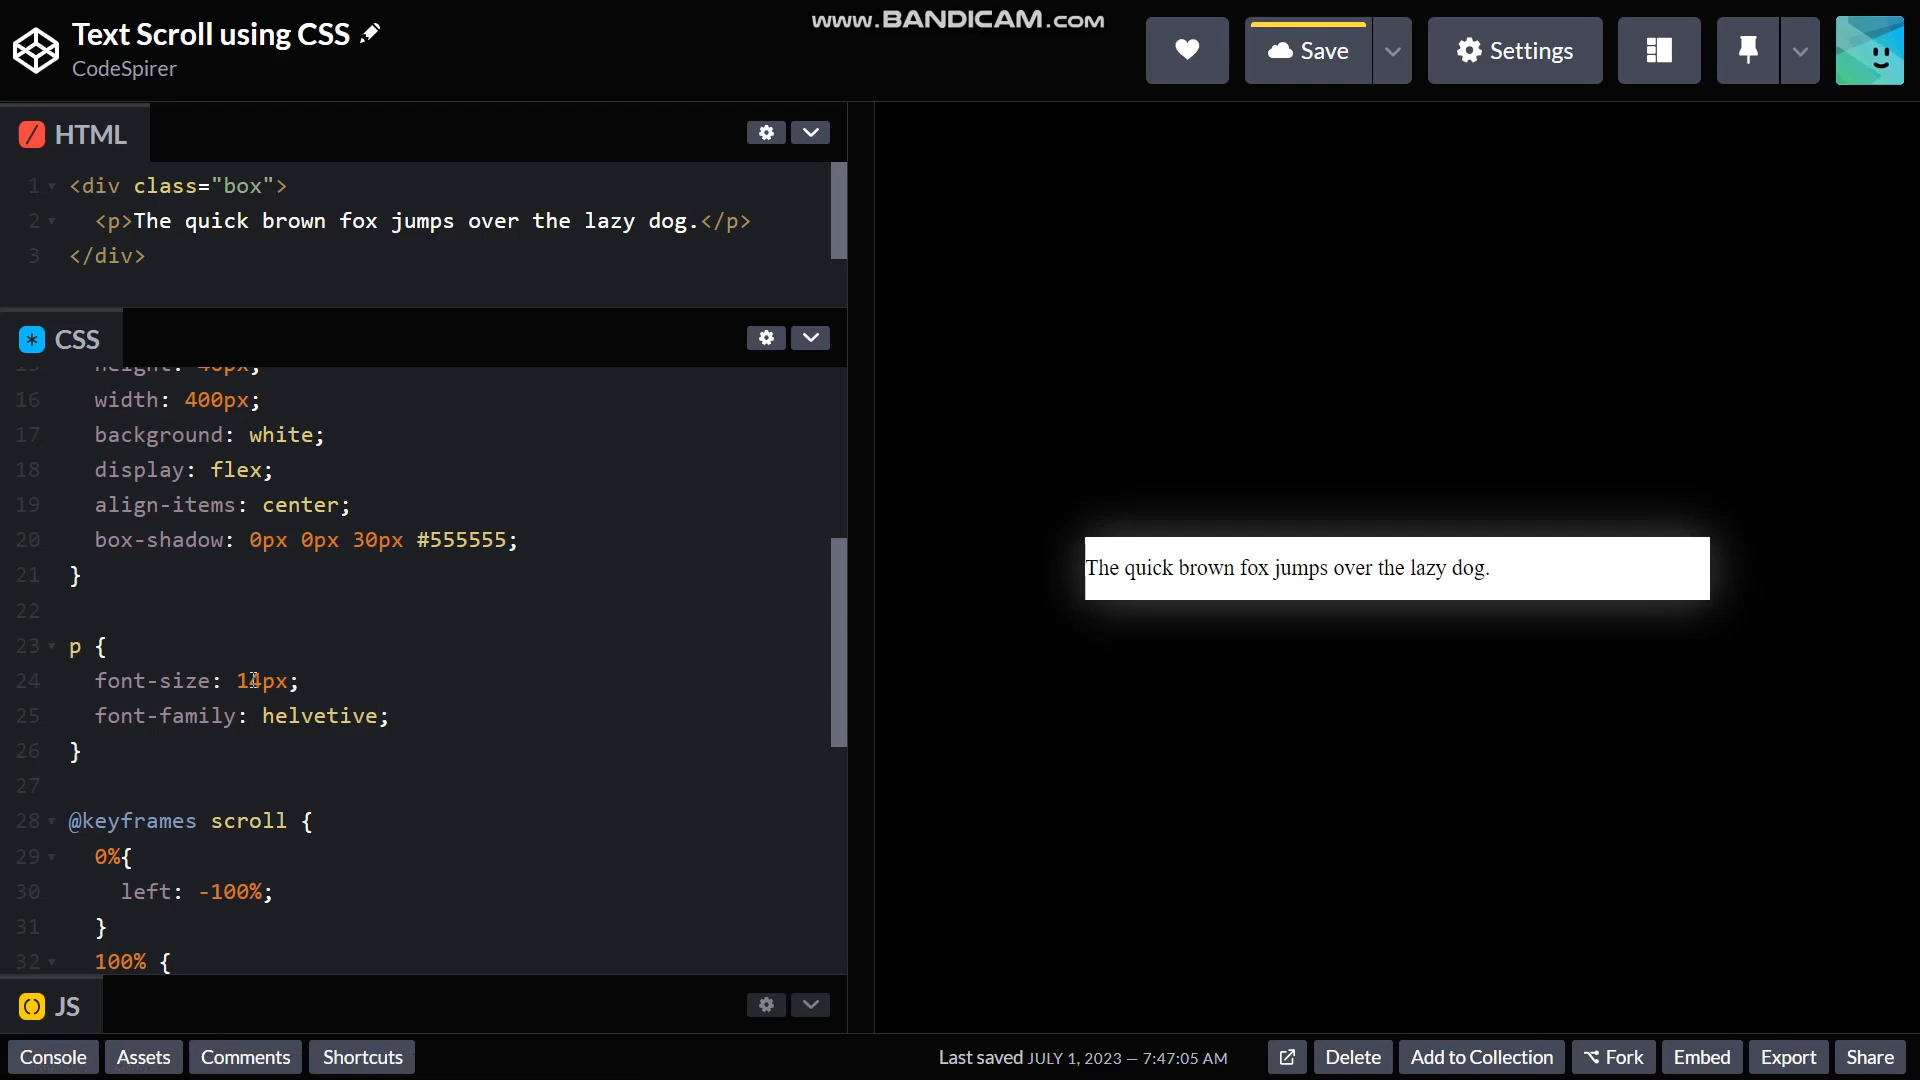 Text Scroll using CSS
CodeSpirer
www.BANDICAM.com
Save
Settings
HTML
1 <div class="box">
2 <p>The quick brown fox jumps over the lazy dog.</p>
3 </div>
CSS
16 width: 400px;
17 background: white;
18 display: flex;
19 align-items: center;
20 box-shadow: 0px 0px 30px #555555;
21 }
22
23 p {
24 font-size: 14px;
25 font-family: helvetive;
26 }
27
28 @keyframes scroll {
29 0%{
30 left: -100%;
31 }
32 100% {
The quick brown fox jumps over the lazy dog.
JS
Console
Assets
Comments
Shortcuts
Last saved JULY 1, 2023 — 7:47:05 AM
Delete
Add to Collection
Fork
Embed
Export
Share